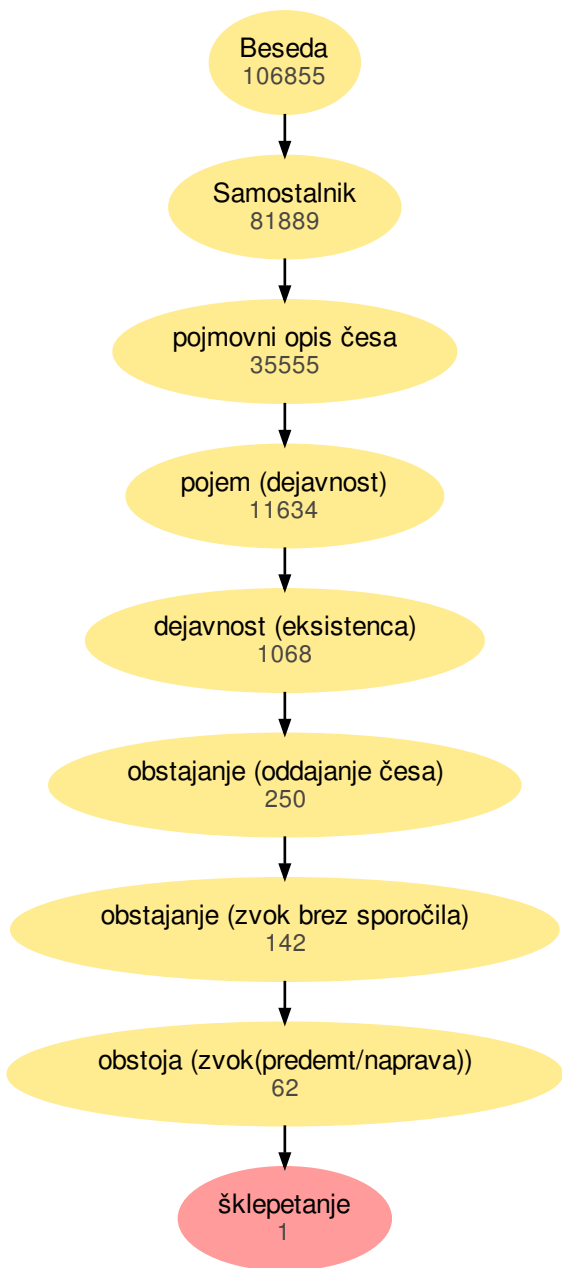 Beseda
106855
Samostalnik
81889
pojmovni opis česa
35555
pojem (dejavnost)
11634
dejavnost (eksistenca)
1068
obstajanje (oddajanje česa)
250
obstajanje (zvok brez sporočila)
142
obstoja (zvok(predemt/naprava))
62
šklepetanje
1